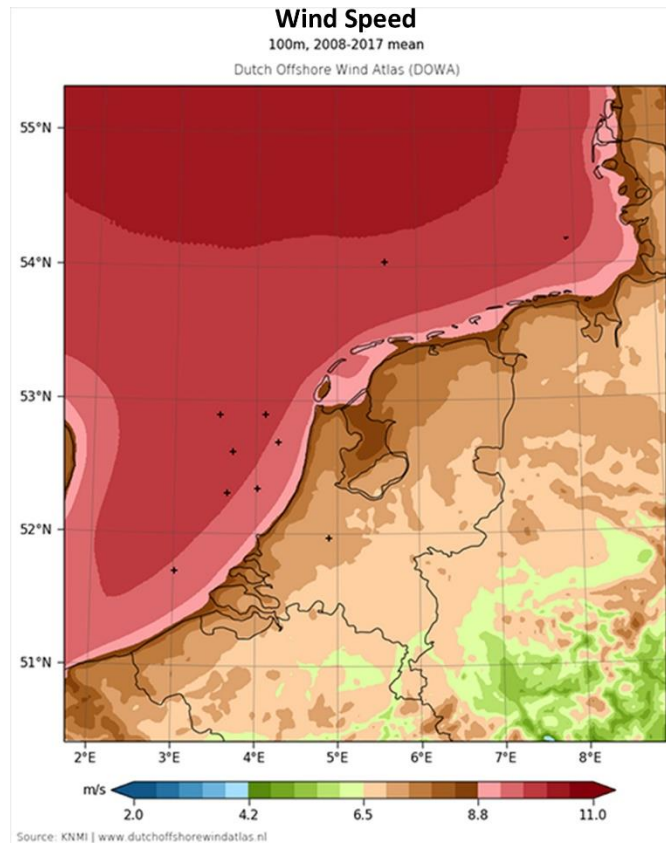 Wind Speed
100m, 2008-2017 mean
Dutch Offshore Wind Atlas (DOWA)
55°N
54°N
53°N
52°N
51°N
2°E 3°E 4°E 5°E 6°E 7°E 8°E
m/s
2.0 4.2 6.5 8.8 11.0
Source: KNMI | www.dutchoffshorewindatlas.nl